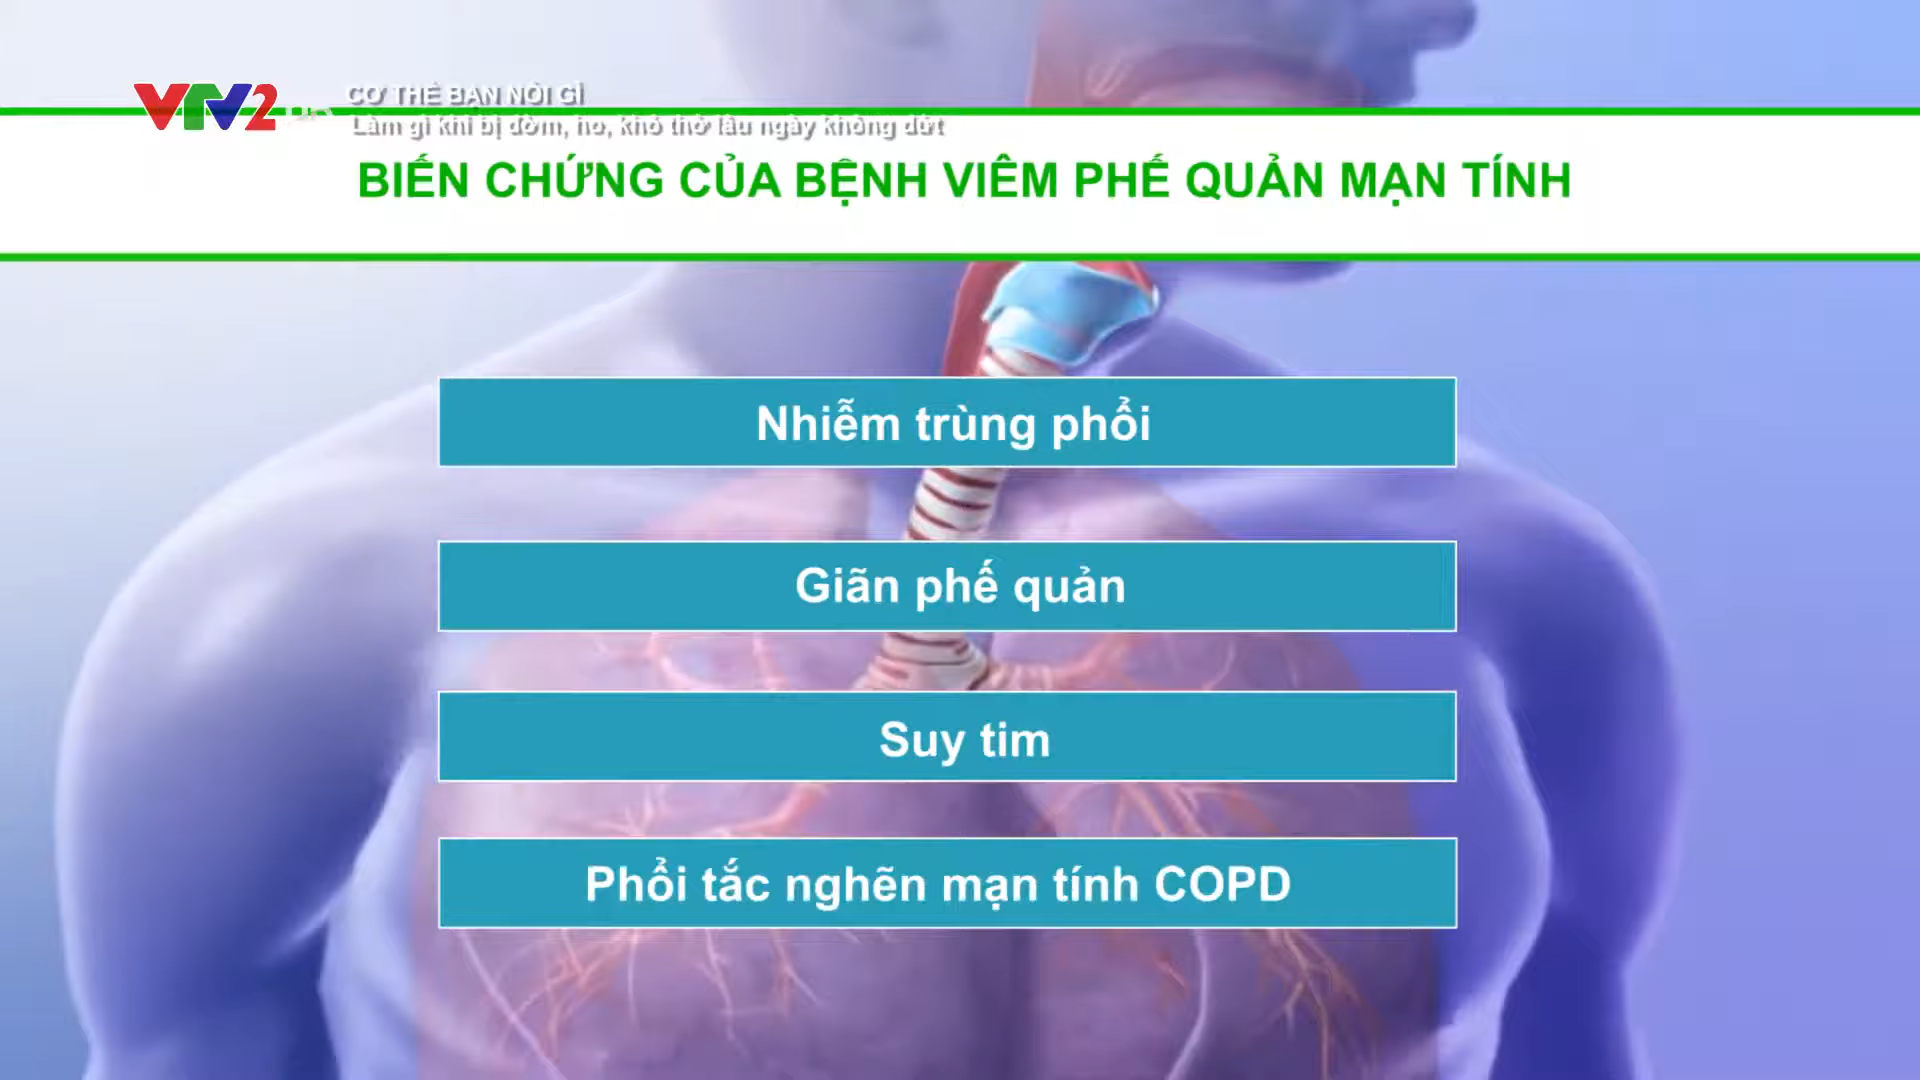 VTV2
CƠ THỂ BẠN NÓI GÌ
Làm gì khi bị đờm, ho, khó thở lâu ngày không dứt
BIẾN CHỨNG CỦA BỆNH VIÊM PHẾ QUẢN MẠN TÍNH
Nhiễm trùng phổi
Giãn phế quản
Suy tim
Phổi tắc nghẽn mạn tính COPD